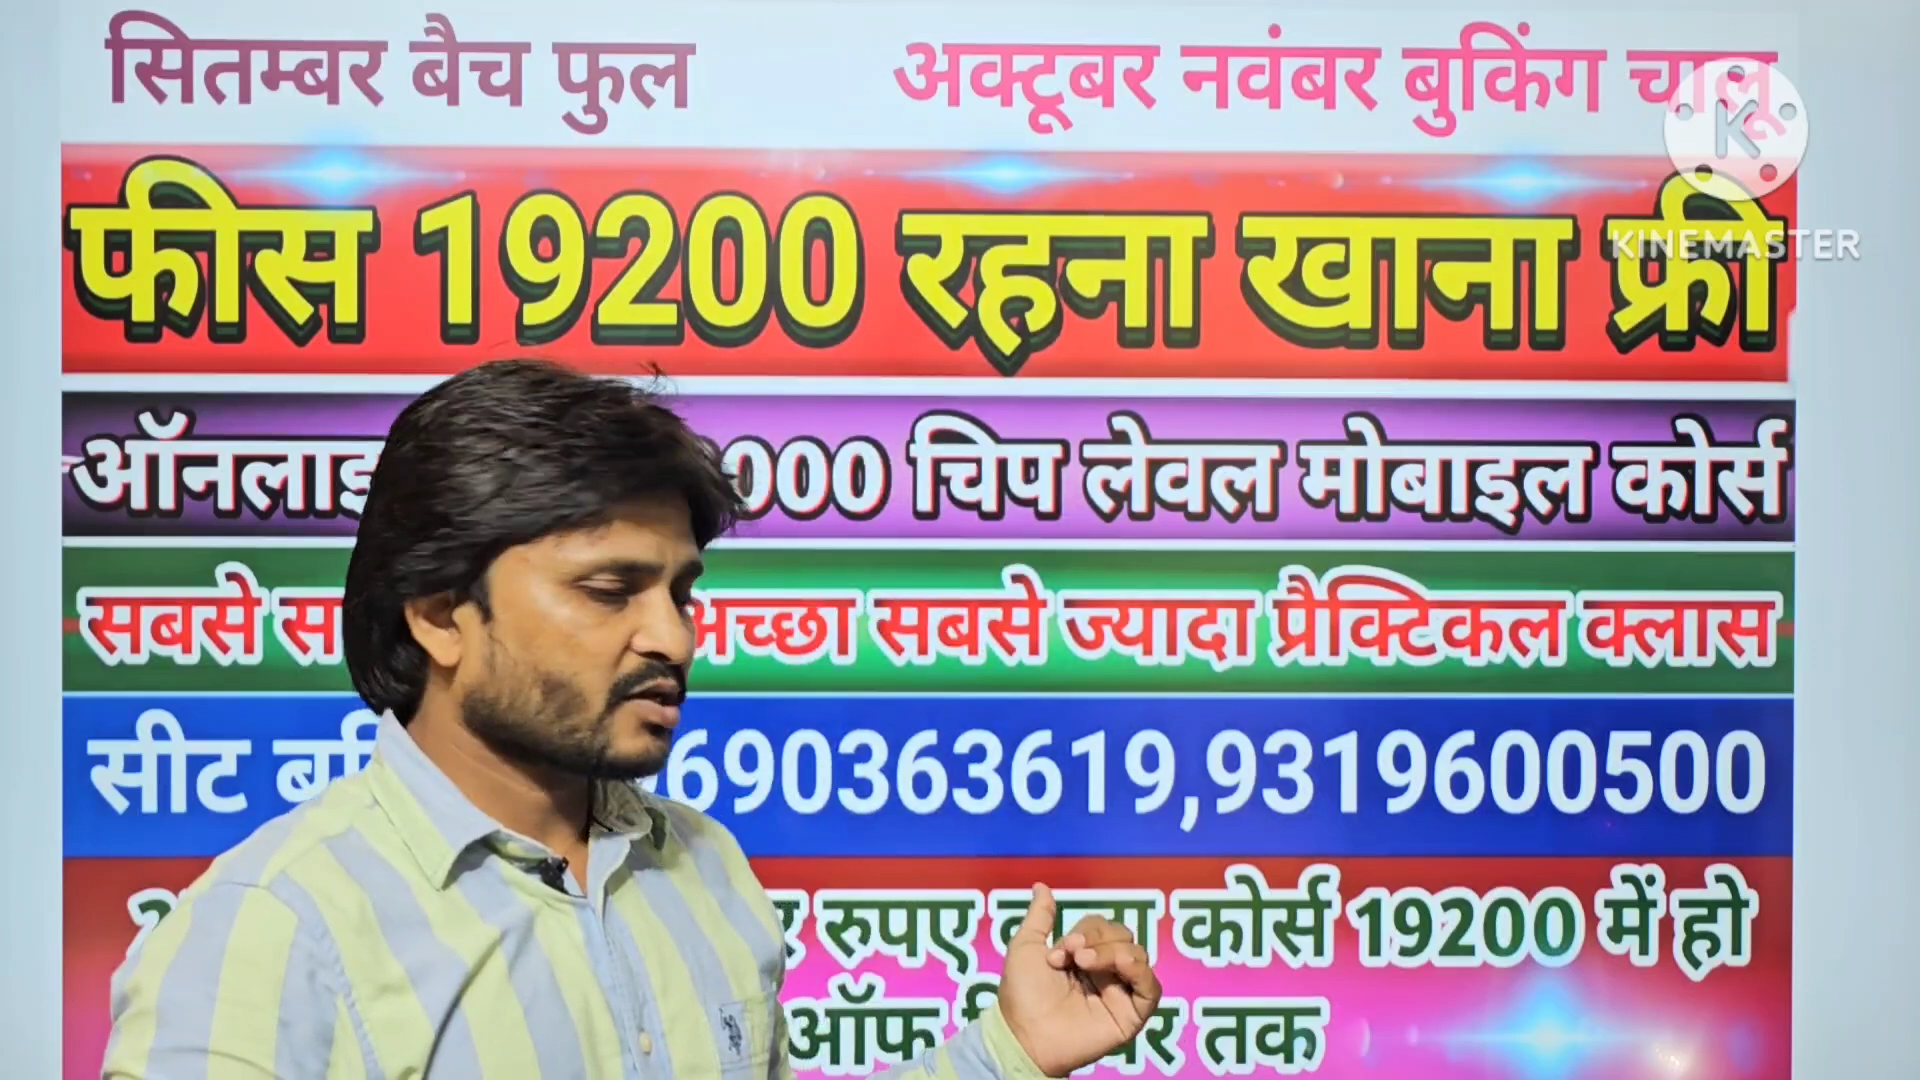 सितम्बर बैच फुल अक्टूबर नवंबर बुकिंग चालू
फीस 19200 रहना खाना फ्री
K
KINEMASTER
000 चिप लेवल मोबाइल कोर्स
सबसे अच्छा सबसे ज्यादा प्रैक्टिकल क्लास
सीट 690363619,9319600500
रुपए कोर्स 19200 में हो
ऑफ तक